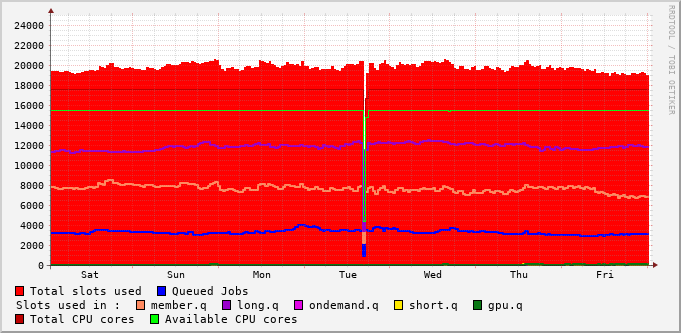 RRDTOOL / TOBI OETIKER
24000
22000
20000
18000
16000
14000
12000
10000
8000
6000
4000
2000
0
Sat Sun Mon Tue Wed Thu Fri
Total slots used Queued Jobs
Slots used in : member.q long.q ondemand.q short.q gpu.q
Total CPU cores Available CPU cores